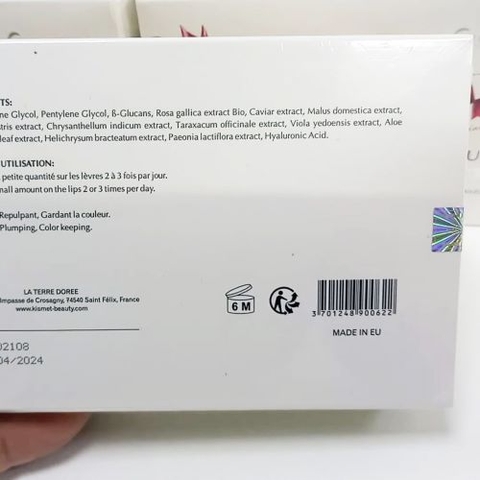 TS:
ne Glycol, Pentylene Glycol, ß-Glucans, Rosa gallica extract Bio, Caviar extract, Malus domestica extract,
tris extract, Chrysanthellum indicum extract, Taraxacum officinale extract, Viola yedoensis extract, Aloe
leaf extract, Helichrysum bracteatum extract, Paeonia lactiflora extract, Hyaluronic Acid.
UTILISATION:
petite quantité sur les lèvres 2 à 3 fois par jour.
mall amount on the lips 2 or 3 times per day.
Repulpant, Gardant la couleur.
Plumping, Color keeping.
LA TERRE DOREE
Impasse de Crosagny, 74540 Saint Félix, France
www.kismet-beauty.com
6 M
3 701248 900622
MADE IN EU
02108
04/2024